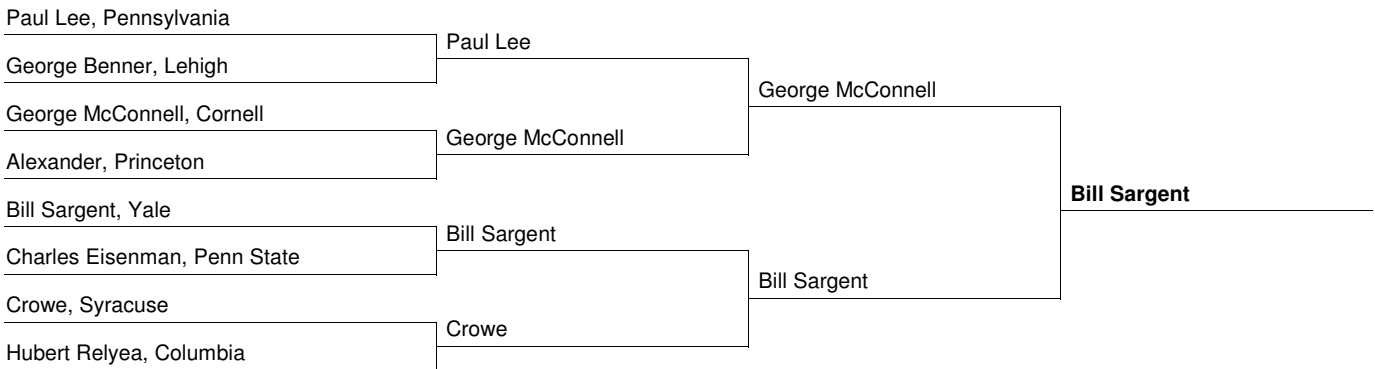 Paul Lee, Pennsylvania
Paul Lee
George Benner, Lehigh
George McConnell
George McConnell, Cornell
George McConnell
Alexander, Princeton
Bill Sargent
Bill Sargent, Yale
Bill Sargent
Charles Eisenman, Penn State
Bill Sargent
Crowe, Syracuse
Crowe
Hubert Relyea, Columbia